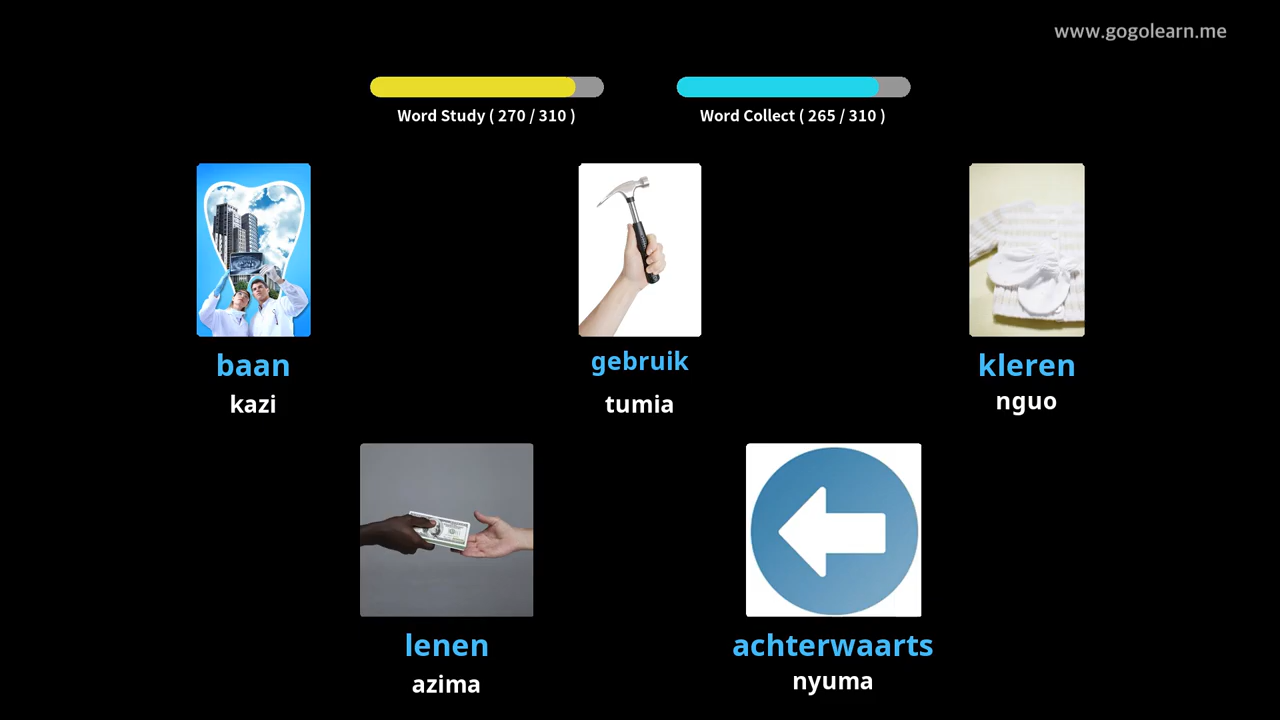 www.gogolearn.me
Word Study ( 270 / 310 )
Word Collect ( 265 / 310 )
baan
kazi
gebruik
tumia
kleren
nguo
lenen
azima
achterwaarts
nyuma